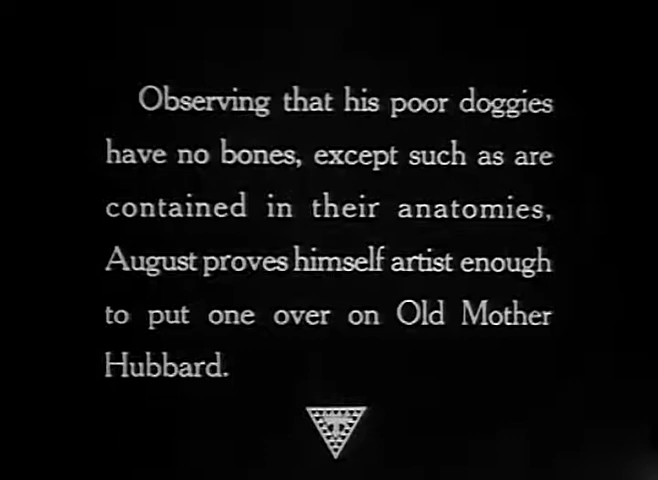 Observing that his poor doggies
have no bones, except such as are
contained in their anatomies,
August proves himself artist enough
to put one over on Old Mother
Hubbard.